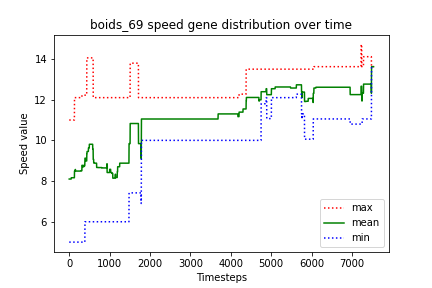 boids_69 speed gene distribution over time
Speed value
14
12
10
8
6
max
mean
min
0
1000
2000
3000
4000
5000
6000
7000
Timesteps